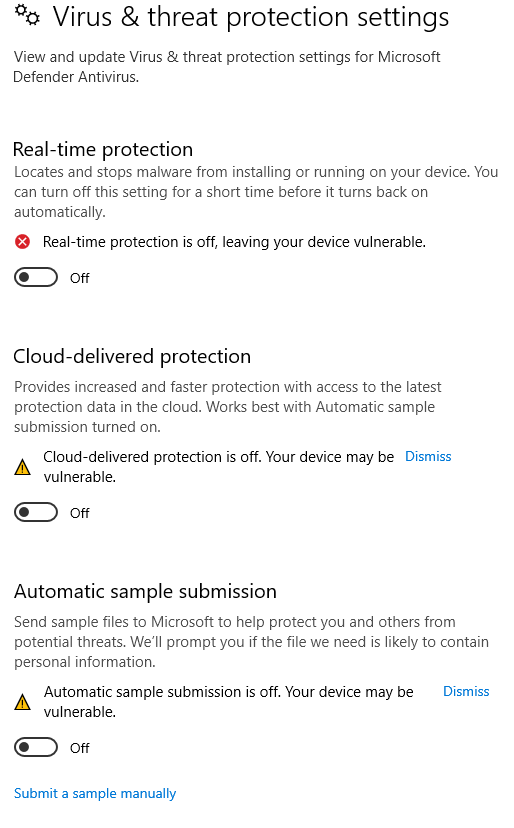 Virus & threat protection settings
View and update Virus & threat protection settings for Microsoft
Defender Antivirus.
Real-time protection
Locates and stops malware from installing or running on your device. You
can turn off this setting for a short time before it turns back on
automatically.
Real-time protection is off, leaving your device vulnerable.
Off
Cloud-delivered protection
Provides increased and faster protection with access to the latest
protection data in the cloud. Works best with Automatic sample
submission turned on.
Cloud-delivered protection is off. Your device may be Dismiss
vulnerable.
Off
Automatic sample submission
Send sample files to Microsoft to help protect you and others from
potential threats. We’ll prompt you if the file we need is likely to contain
personal information.
Automatic sample submission is off. Your device may be Dismiss
vulnerable.
Off
Submit a sample manually